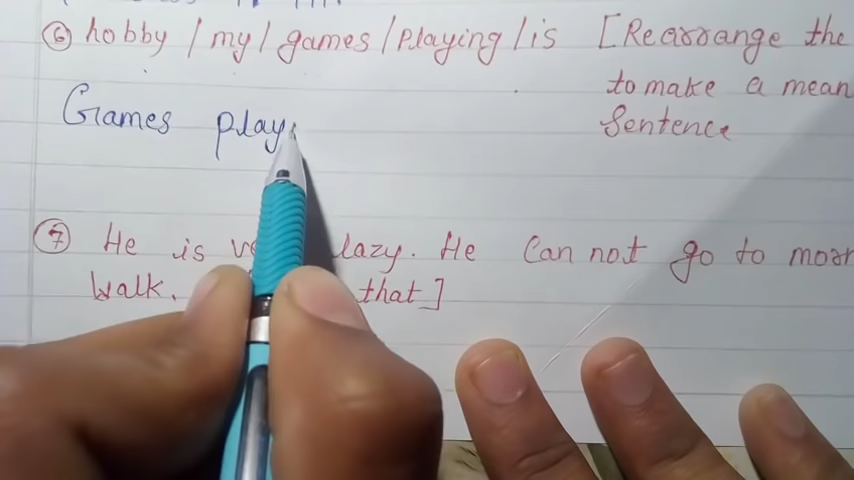 ⑥ hobby / my / games / Playing / is [Rearrange the
to make a mean
Sentence
Games play
⑦ He is lazy. He Can not go to
walk. that]